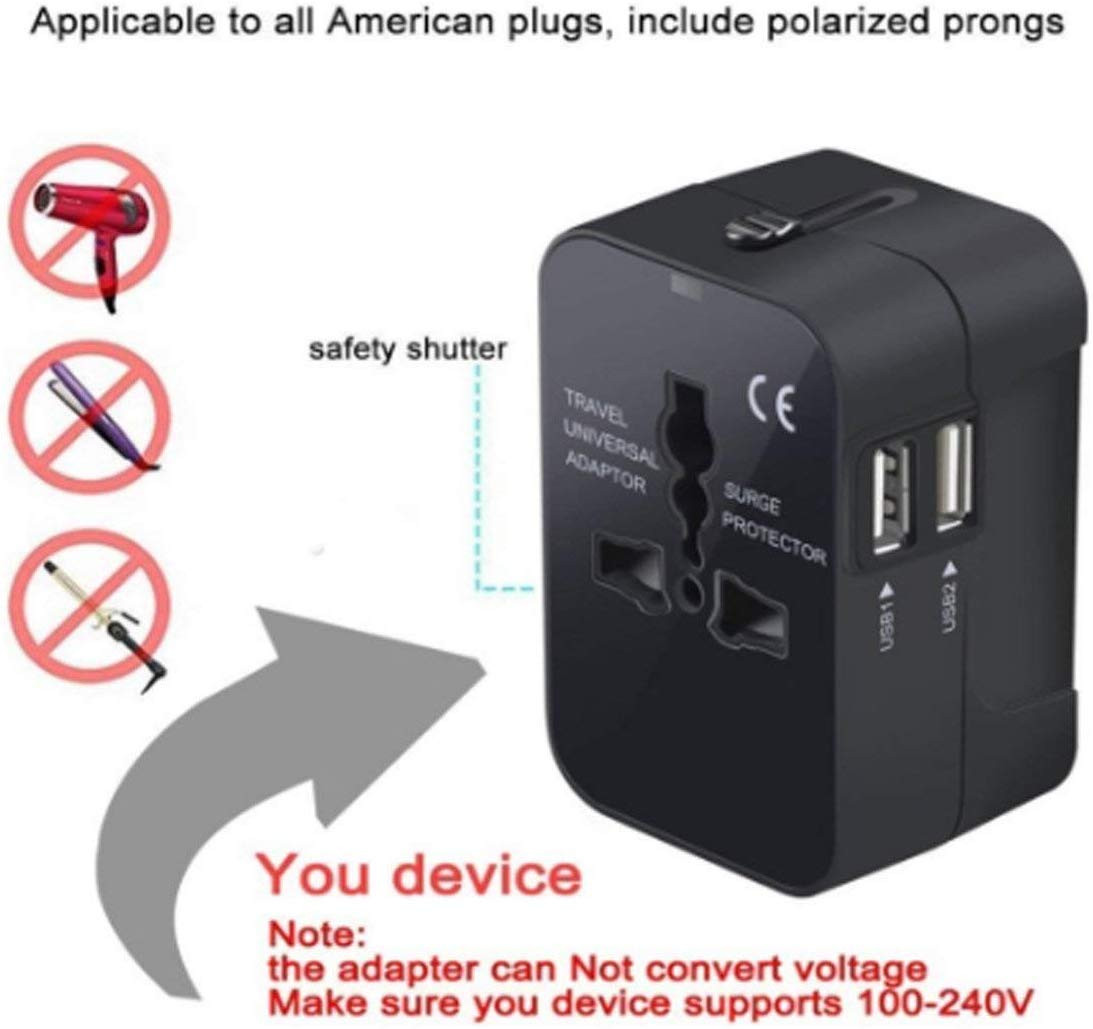 Applicable to all American plugs, include polarized prongs
safety shutter
TRAVEL
UNIVERSAL
ADAPTOR
CE
SURGE
PROTECTOR
USB1
USB2
You device
Note:
the adapter can Not convert voltage
Make sure you device supports 100-240V